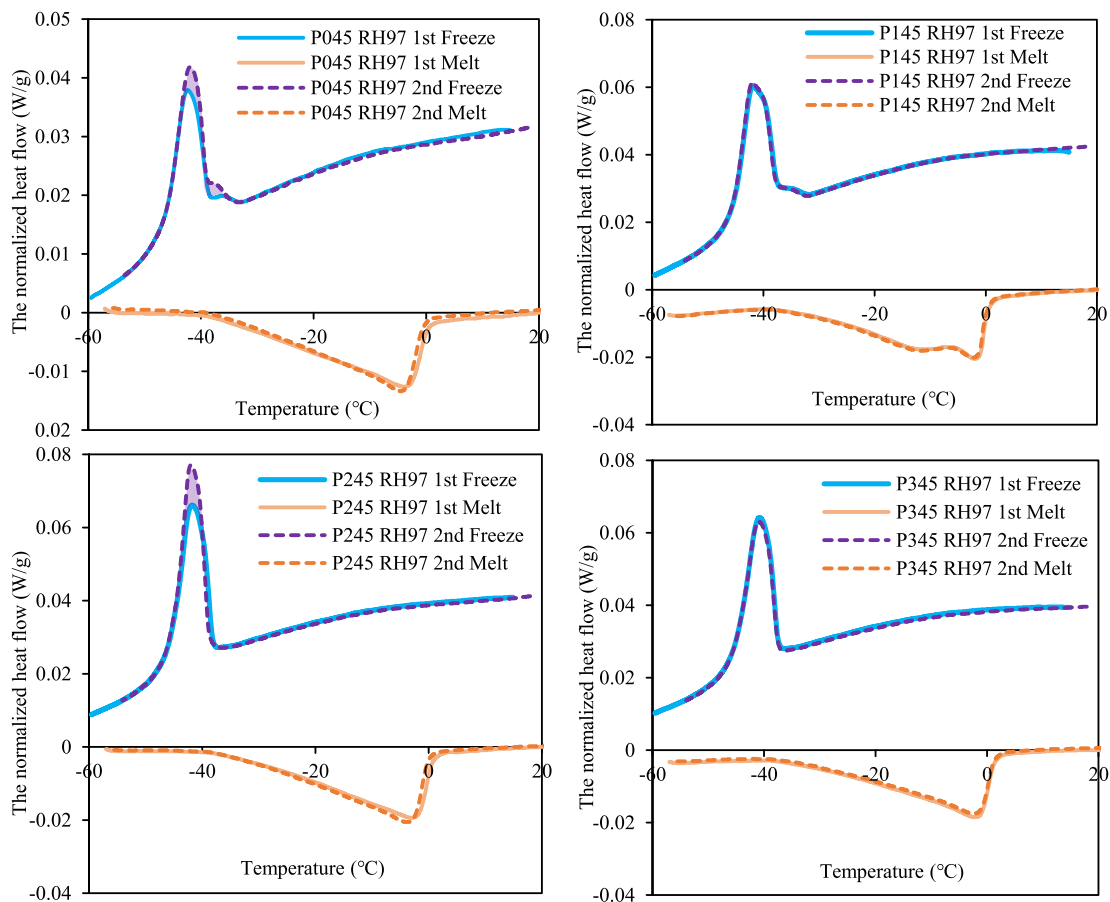 The normalized heat flow (W/g)
0.05
0.04
0.03
0.02
0.01
0
-0.01
0.02
-60
-40
-20
0
20
P045 RH97 1st Freeze
P045 RH97 1st Melt
P045 RH97 2nd Freeze
P045 RH97 2nd Melt
Temperature (℃)
The normalized heat flow (W/g)
0.08
0.06
0.04
0.02
0
-0.02
-0.04
-60
-40
-20
0
20
P145 RH97 1st Freeze
P145 RH97 1st Melt
P145 RH97 2nd Freeze
P145 RH97 2nd Melt
Temperature (℃)
The normalized heat flow (W/g)
0.08
0.06
0.04
0.02
0
-0.02
-0.04
-60
-40
-20
0
20
P245 RH97 1st Freeze
P245 RH97 1st Melt
P245 RH97 2nd Freeze
P245 RH97 2nd Melt
Temperature (℃)
The normalized heat flow (W/g)
0.08
0.06
0.04
0.02
0
-0.02
-0.04
-60
-40
-20
0
20
P345 RH97 1st Freeze
P345 RH97 1st Melt
P345 RH97 2nd Freeze
P345 RH97 2nd Melt
Temperature (℃)